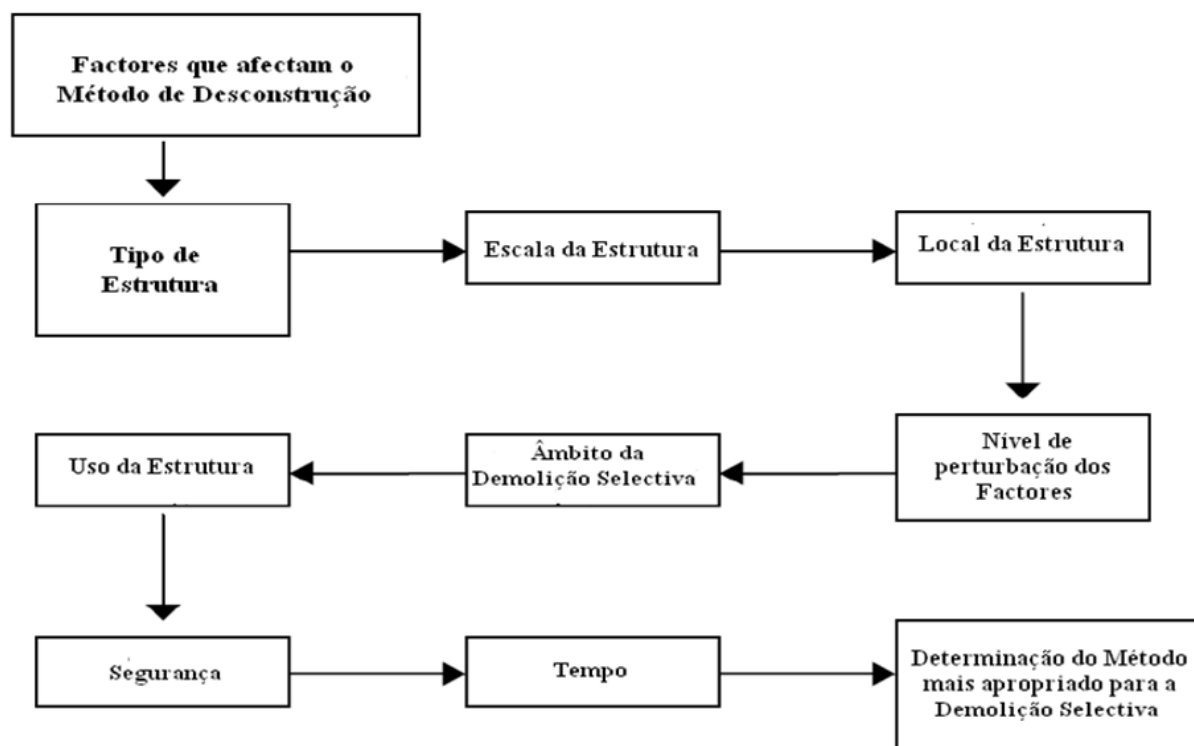 Factores que afectam o
Método de Desconstrução
Tipo de
Estrutura
Escala da Estrutura
Local da Estrutura
Nivel de
perturbação dos
Factores
Âmbito da
Demolição Selectiva
Uso da Estrutura
Segurança
Tempo
Determinação do Método
mais apropriado para a
Demolição Selectiva